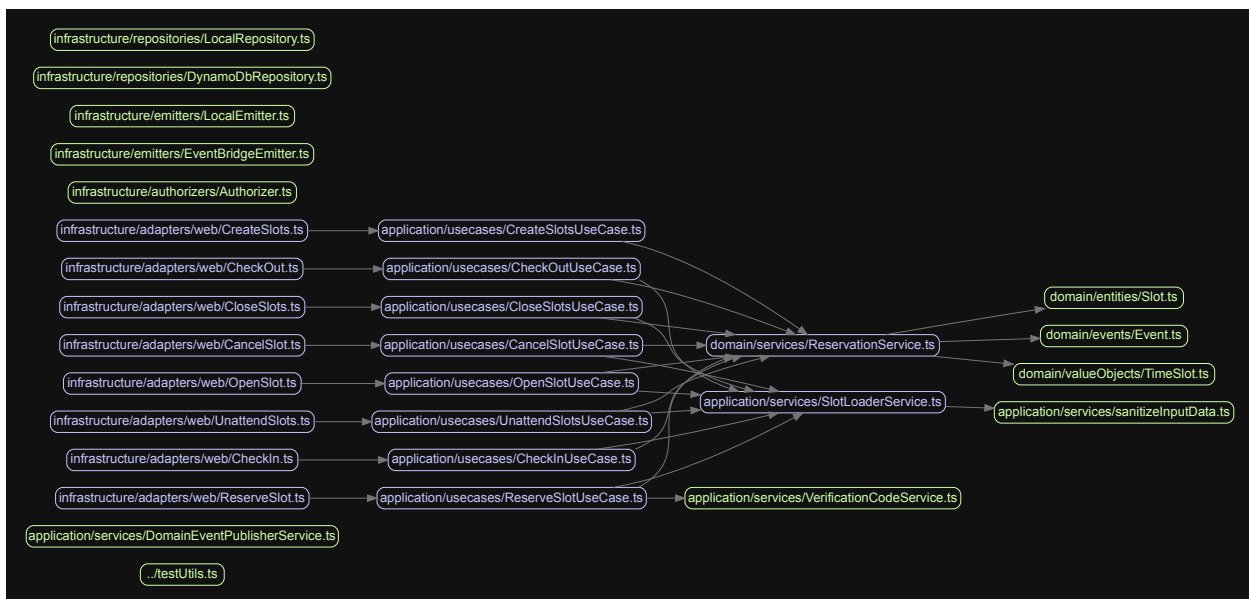 infrastructure/repositories/LocalRepository.ts
infrastructure/repositories/DynamoDbRepository.ts
infrastructure/emitters/LocalEmitter.ts
infrastructure/emitters/EventBridgeEmitter.ts
infrastructure/authorizers/Authorizer.ts
infrastructure/adapters/web/CreateSlots.ts
application/usecases/CreateSlotsUseCase.ts
infrastructure/adapters/web/CheckOut.ts
application/usecases/CheckOutUseCase.ts
infrastructure/adapters/web/CloseSlots.ts
application/usecases/CloseSlotsUseCase.ts
domain/entities/Slot.ts
infrastructure/adapters/web/CancelSlot.ts
application/usecases/CancelSlotUseCase.ts
domain/services/ReservationService.ts
domain/events/Event.ts
infrastructure/adapters/web/OpenSlot.ts
application/usecases/OpenSlotUseCase.ts
domain/valueObjects/TimeSlot.ts
infrastructure/adapters/web/UnattendSlots.ts
application/usecases/UnattendSlotsUseCase.ts
application/services/SlotLoaderService.ts
application/services/sanitizeInputData.ts
infrastructure/adapters/web/CheckIn.ts
application/usecases/CheckInUseCase.ts
infrastructure/adapters/web/ReserveSlot.ts
application/usecases/ReserveSlotUseCase.ts
application/services/VerificationCodeService.ts
application/services/DomainEventPublisherService.ts
../testUtils.ts